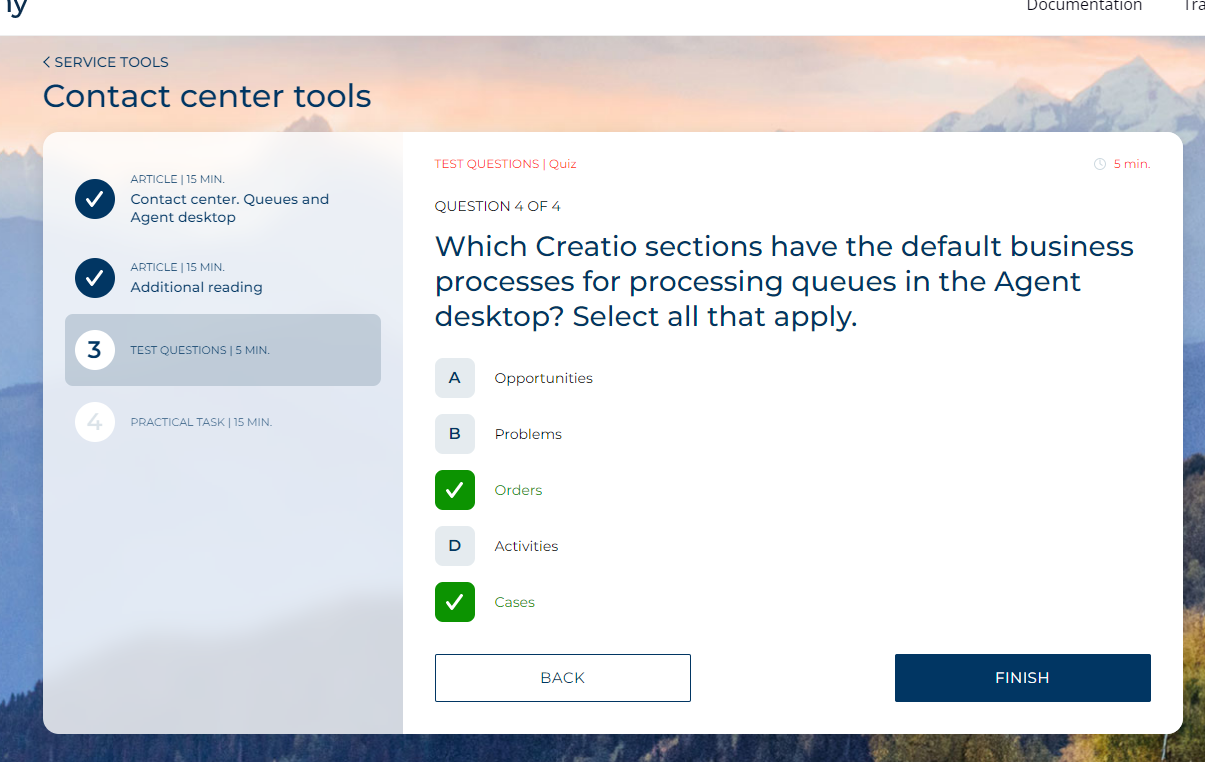 Documentation
< SERVICE TOOLS
Contact center tools
ARTICLE | 15 MIN.
Contact center. Queues and
Agent desktop
ARTICLE | 15 MIN.
Additional reading
3
TEST QUESTIONS | 5 MIN.
4
PRACTICAL TASK | 15 MIN.
TEST QUESTIONS | Quiz
5 min.
QUESTION 4 OF 4
Which Creatio sections have the default business
processes for processing queues in the Agent
desktop? Select all that apply.
A
Opportunities
B
Problems
Orders
D
Activities
Cases
BACK
FINISH